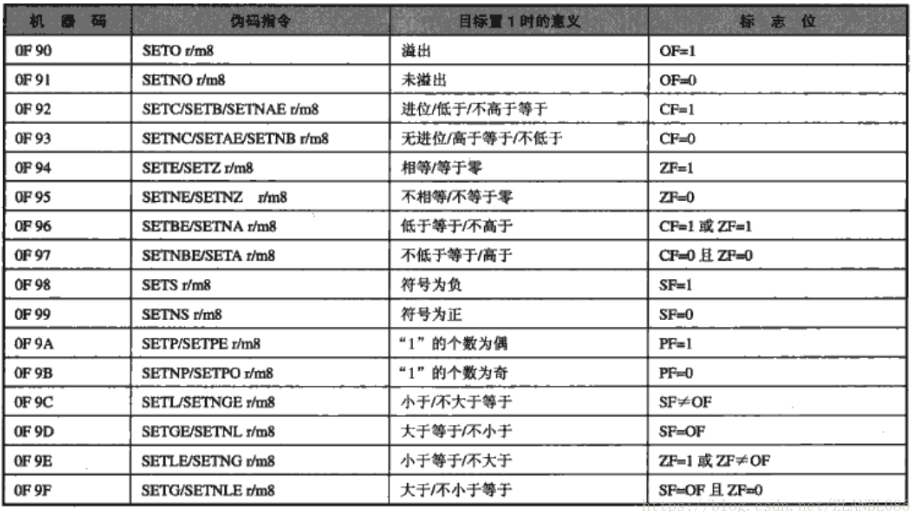 机 器 码 伪码指令 目标置 1 时的意义 标 志 位
0F 90 SETO r/m8 溢出 OF=1
0F 91 SETNO r/m8 未溢出 OF=0
0F 92 SETC/SETB/SETNAE r/m8 进位/低于/不高于等于 CF=1
0F 93 SETNC/SETAE/SETNB r/m8 无进位/高于等于/不低于 CF=0
0F 94 SETE/SETZ r/m8 相等/等于零 ZF=1
0F 95 SETNE/SETNZ r/m8 不相等/不等于零 ZF=0
0F 96 SETBE/SETNA r/m8 低于等于/不高于 CF=1 或 ZF=1
0F 97 SETNBE/SETA r/m8 不低于等于/高于 CF=0 且 ZF=0
0F 98 SETS r/m8 符号为负 SF=1
0F 99 SETNS r/m8 符号为正 SF=0
0F 9A SETP/SETPE r/m8 “1”的个数为偶 PF=1
0F 9B SETNP/SETPO r/m8 “1”的个数为奇 PF=0
0F 9C SETL/SETNGE r/m8 小于/不大于等于 SF≠OF
0F 9D SETGE/SETNL r/m8 大于等于/不小于 SF=OF
0F 9E SETLE/SETNG r/m8 小于等于/不大于 ZF=1 或 ZF≠OF
0F 9F SETG/SETNLE r/m8 大于/不小于等于 SF=OF 且 ZF=0